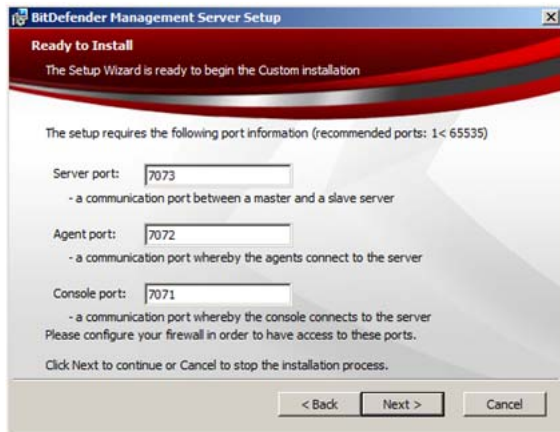 BitDefender Management Server Setup
Ready to Install
The Setup Wizard is ready to begin the Custom installation
The setup requires the following port information (recommended ports: 1< 65535)
Server port: 7073
- a communication port between a master and a slave server
Agent port: 7072
- a communication port whereby the agents connect to the server
Console port: 7071
- a communication port whereby the console connects to the server
Please configure your firewall in order to have access to these ports.
Click Next to continue or Cancel to stop the installation process.
< Back Next > Cancel